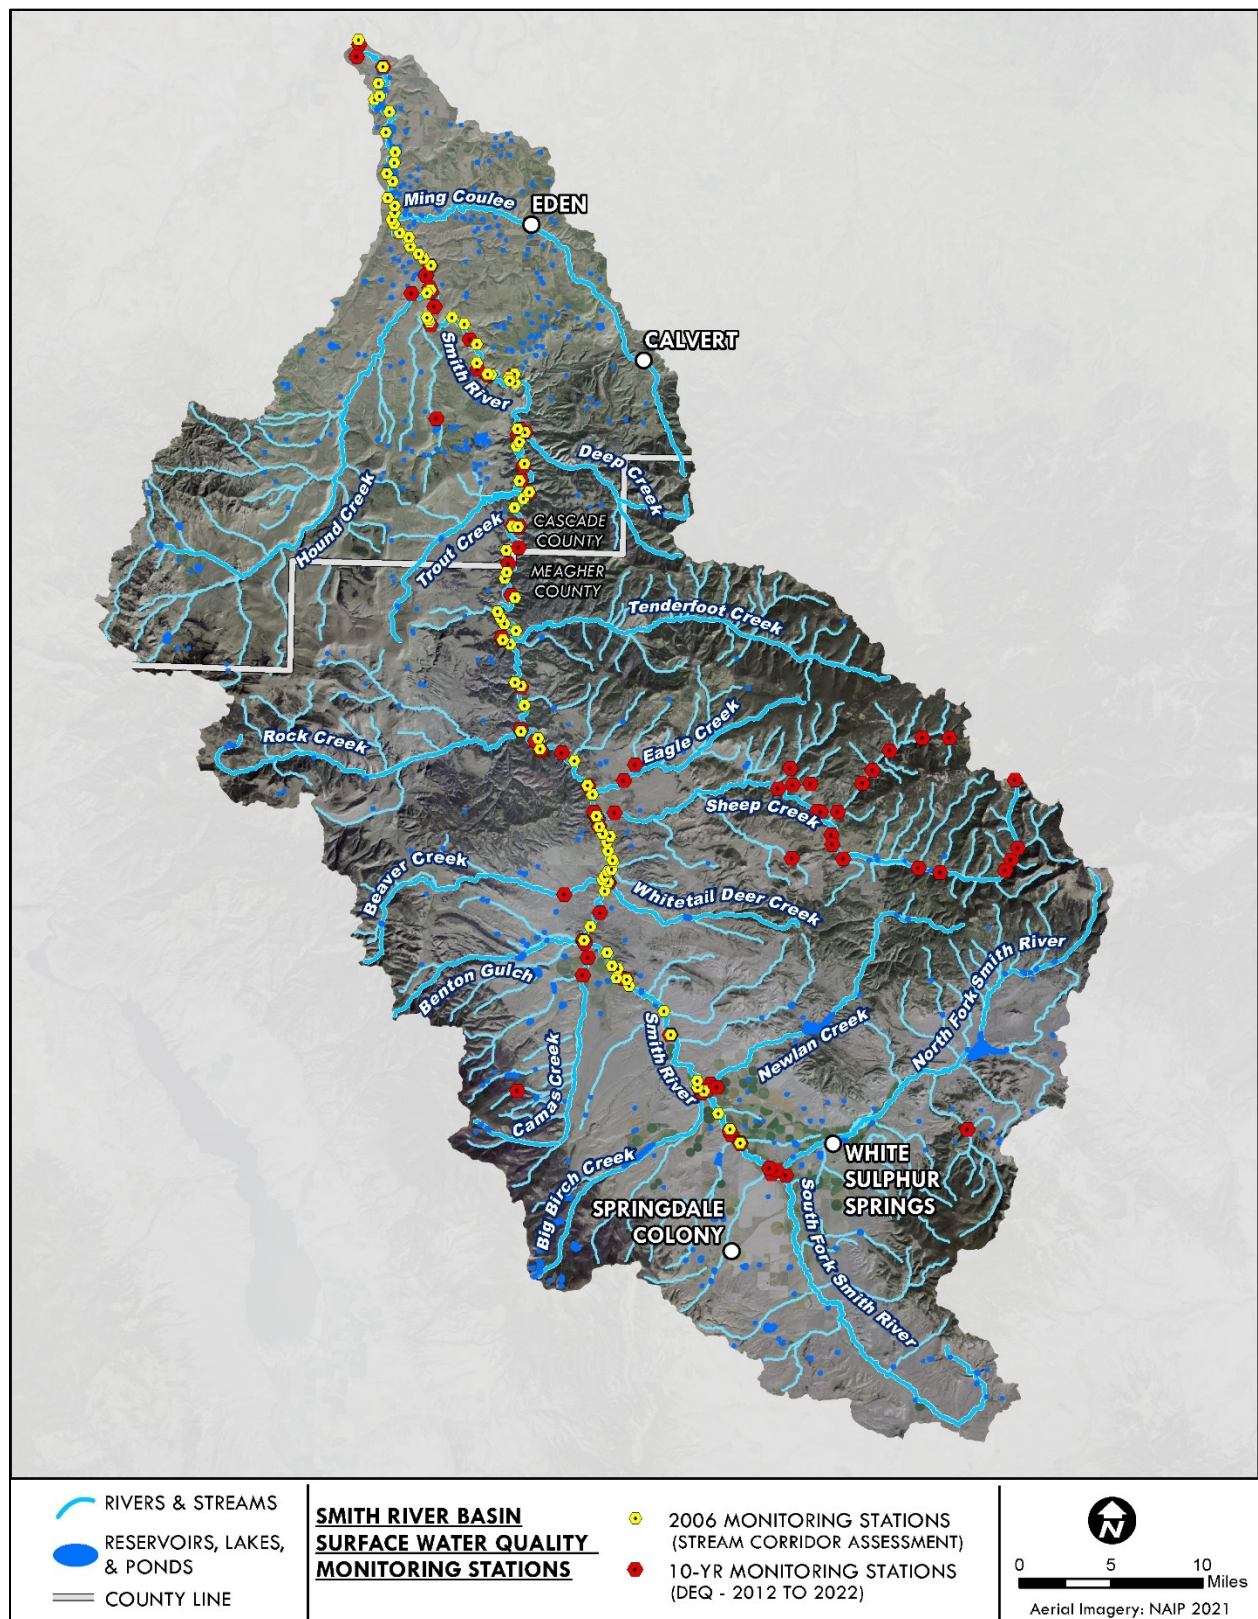 Ming Coulee
EDEN
CALVERT
Smith River
Deep Creek
Hound Creek
Trout Creek
CASCADE
COUNTY
MEAGHER
COUNTY
Tenderfoot Creek
Rock Creek
Eagle Creek
Sheep Creek
Beaver Creek
Whitetail Deer Creek
Benton Gulch
North Fork Smith River
Smith River
Newlan Creek
Camas Creek
Big Birch Creek
WHITE
SULPHUR
SPRINGS
SPRINGDALE
COLONY
South Fork Smith River
RIVERS & STREAMS
RESERVOIRS, LAKES,
& PONDS
COUNTY LINE
SMITH RIVER BASIN
SURFACE WATER QUALITY
MONITORING STATIONS
2006 MONITORING STATIONS
(STREAM CORRIDOR ASSESSMENT)
10-YR MONITORING STATIONS
(DEQ - 2012 TO 2022)
N
0 5 10
Miles
Aerial Imagery: NAIP 2021